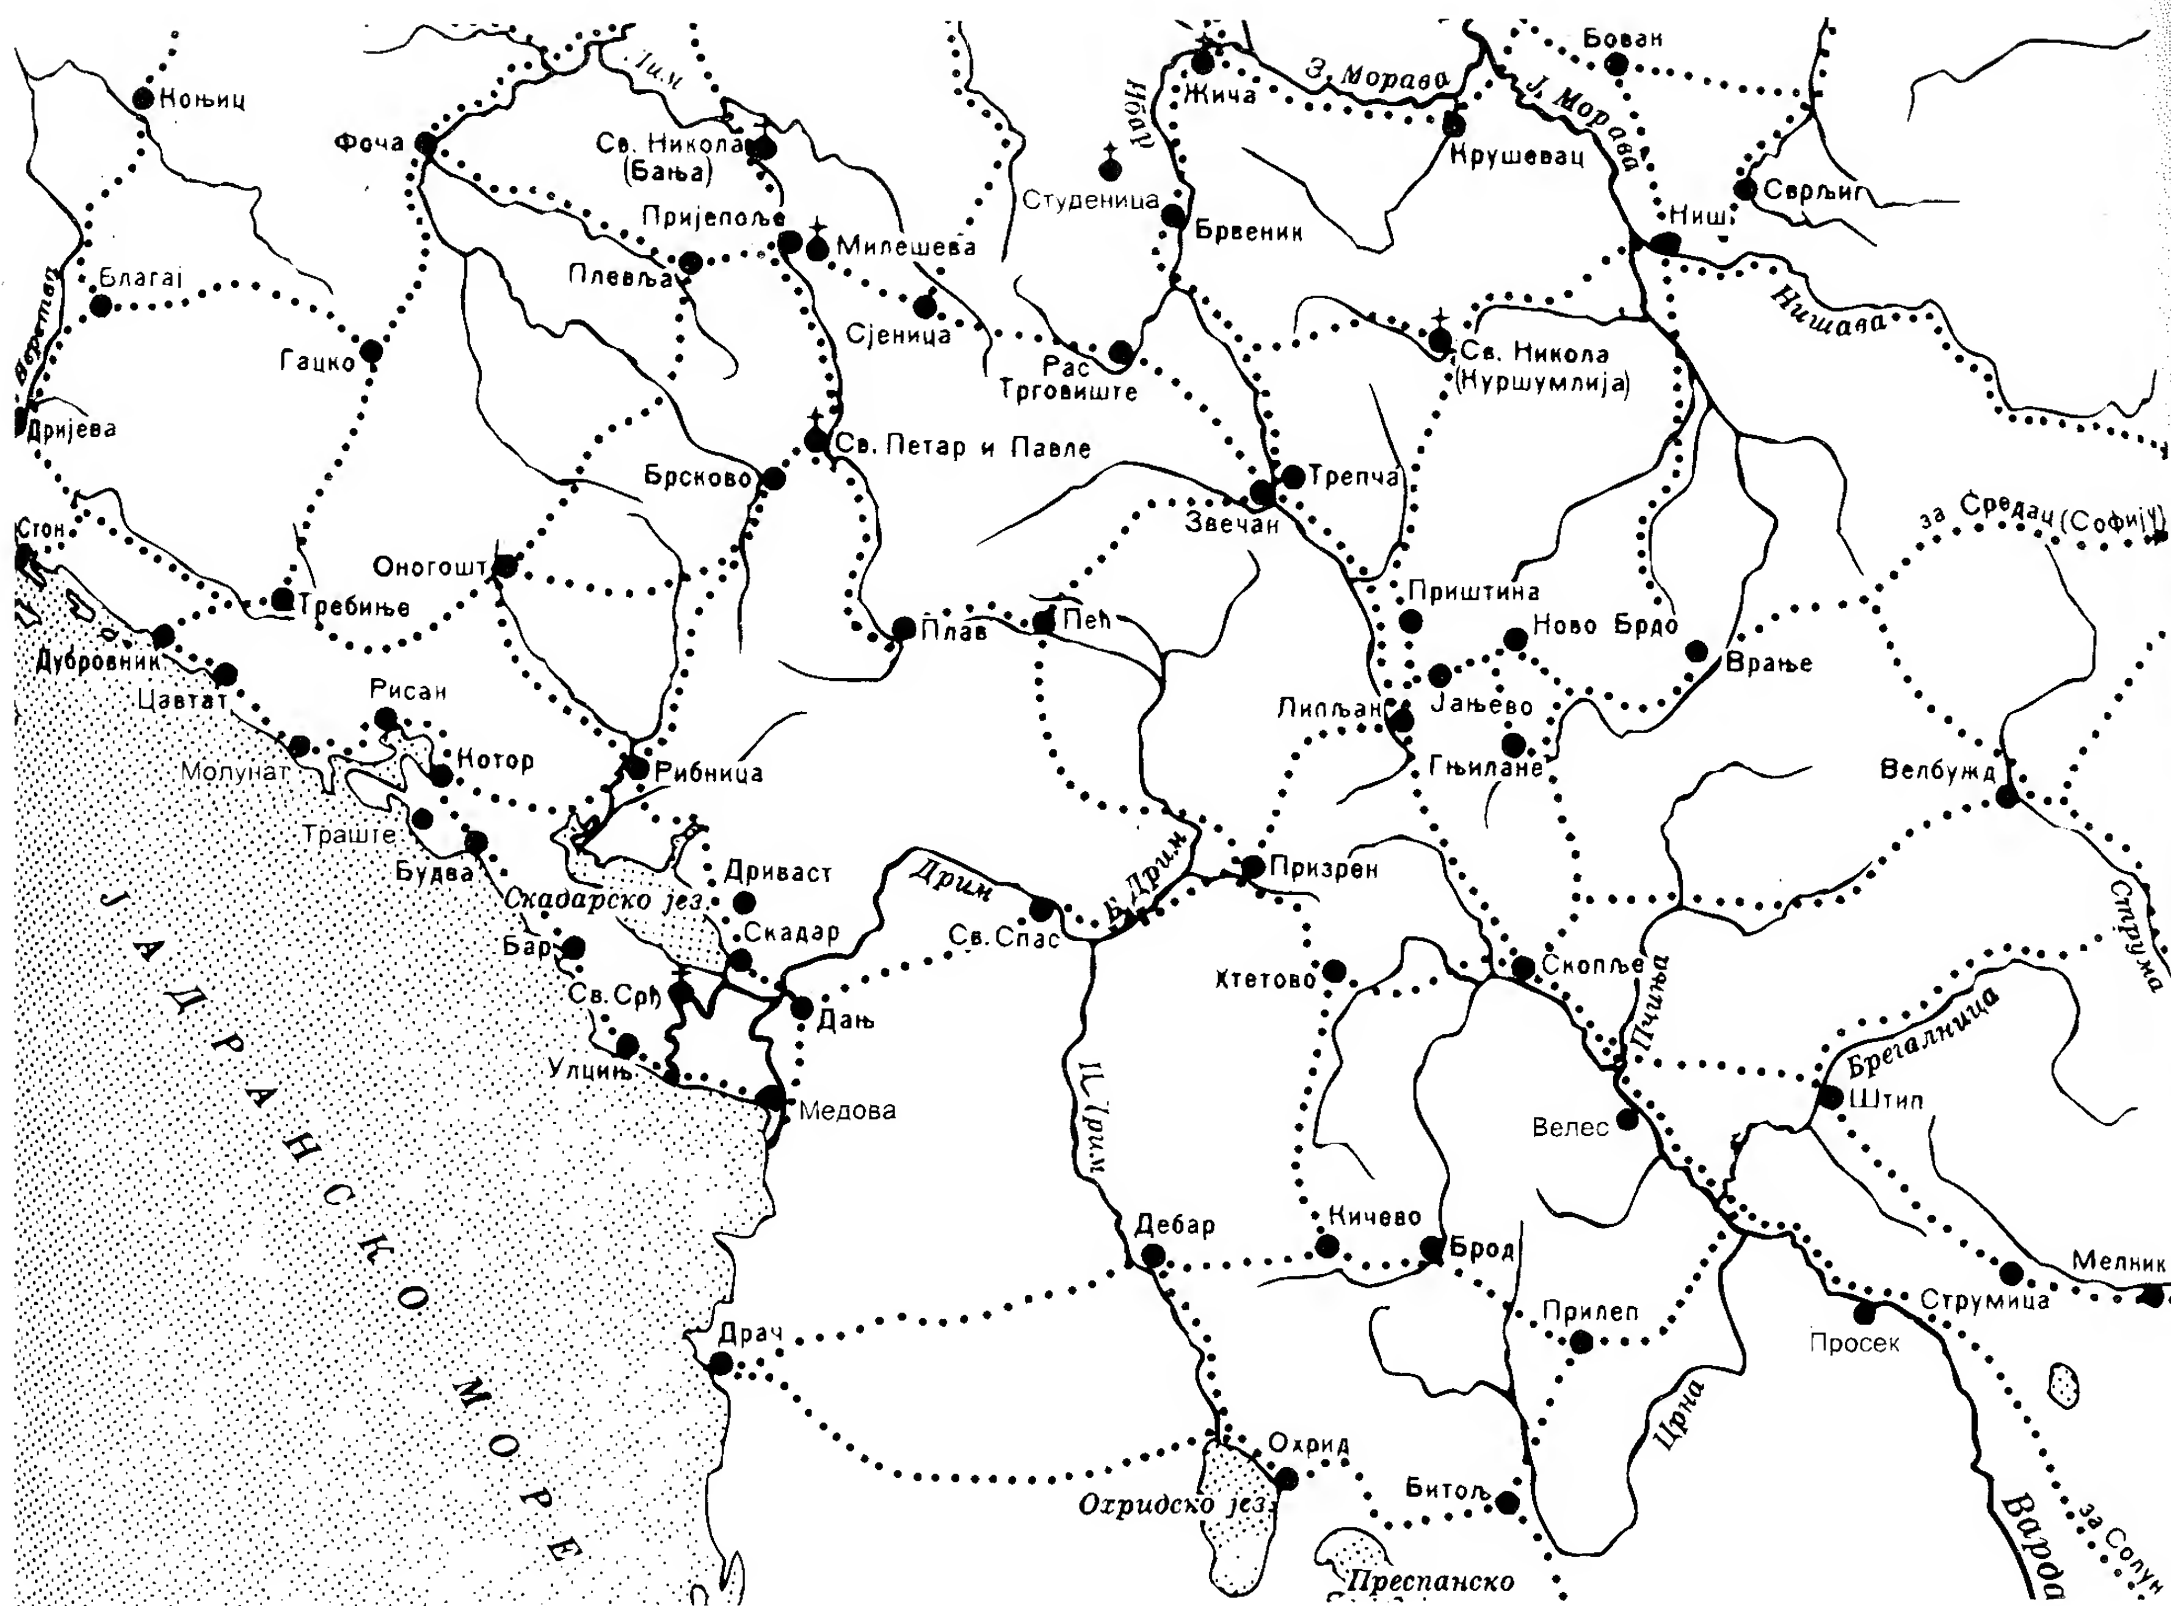 Коњиц
Лим
Жича
З. Морава
Ј. Морава
Бован
Ибар
Фоча
Св. Никола
(Бања)
Крушевац
Студеница
Сврљиг
Пријепоље
Милешева
Брвеник
Ниш
Благај
Плевља
Нишава
Неретва
Сјеница
Гацко
Рас
Трговиште
Св. Никола
(Куршумлија)
Дријева
Св. Петар и Павле
Брсково
Трепча
Звечан
за Средац (Софију)
Стон
Оногошт
Требиње
Приштина
Плав
Пећ
Ново Брдо
Врање
Дубровник
Цавтат
Рисан
Липљан
Јањево
Молунат
Котор
Рибница
Гњилане
Велбужд
Траште
Будва
Дриваст
Дрим
Б. Дрим
Призрен
Скадарско јез.
Струма
Бар
Скадар
Св. Спас
Св. Срђ
Дањ
Хтетово
Скопље
Пчиња
Брегалница
Улцињ
Медова
Штип
Велес
Ц. Дрим
Дебар
Кичево
Брод
Мелник
Струмица
Просек
Драч
Прилеп
Црна
Охрид
Охридско јез.
Битољ
Преспанско
Варда
за Солун
ЈАДРАНСКО МОРЕ